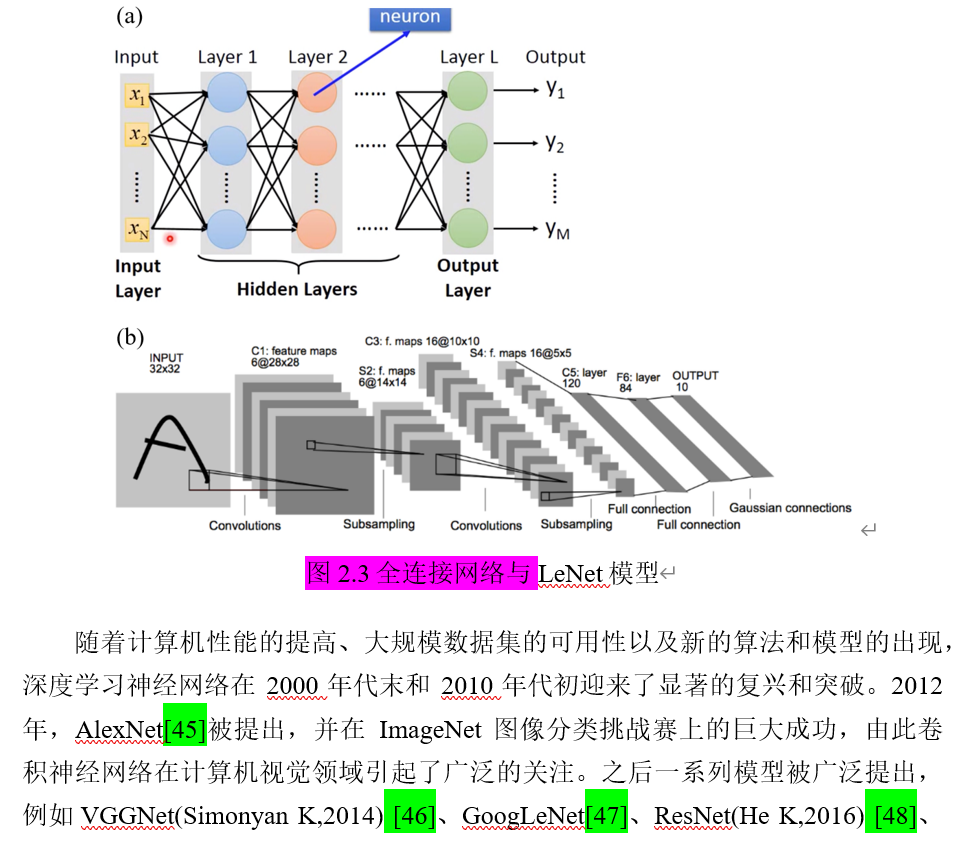 (a)
neuron
Input Layer 1 Layer 2 Layer L Output
x1 ...... y1
x2 ...... y2
xN ...... yM
Input Layer
Hidden Layers
Output Layer
(b)
INPUT 32x32
C1: feature maps 6@28x28
S2: f. maps 6@14x14
C3: f. maps 16@10x10
S4: f. maps 16@5x5
C5: layer 120
F6: layer 84
OUTPUT 10
Convolutions
Subsampling
Convolutions
Subsampling
Full connection
Full connection
Gaussian connections
图 2.3 全连接网络与 LeNet 模型
随着计算机性能的提高、大规模数据集的可用性以及新的算法和模型的出现，
深度学习神经网络在 2000 年代末和 2010 年代初迎来了显著的复兴和突破。2012
年，AlexNet[45]被提出，并在 ImageNet 图像分类挑战赛上的巨大成功，由此卷
积神经网络在计算机视觉领域引起了广泛的关注。之后一系列模型被广泛提出，
例如 VGGNet(Simonyan K,2014) [46]、GoogLeNet[47]、ResNet(He K,2016) [48]、